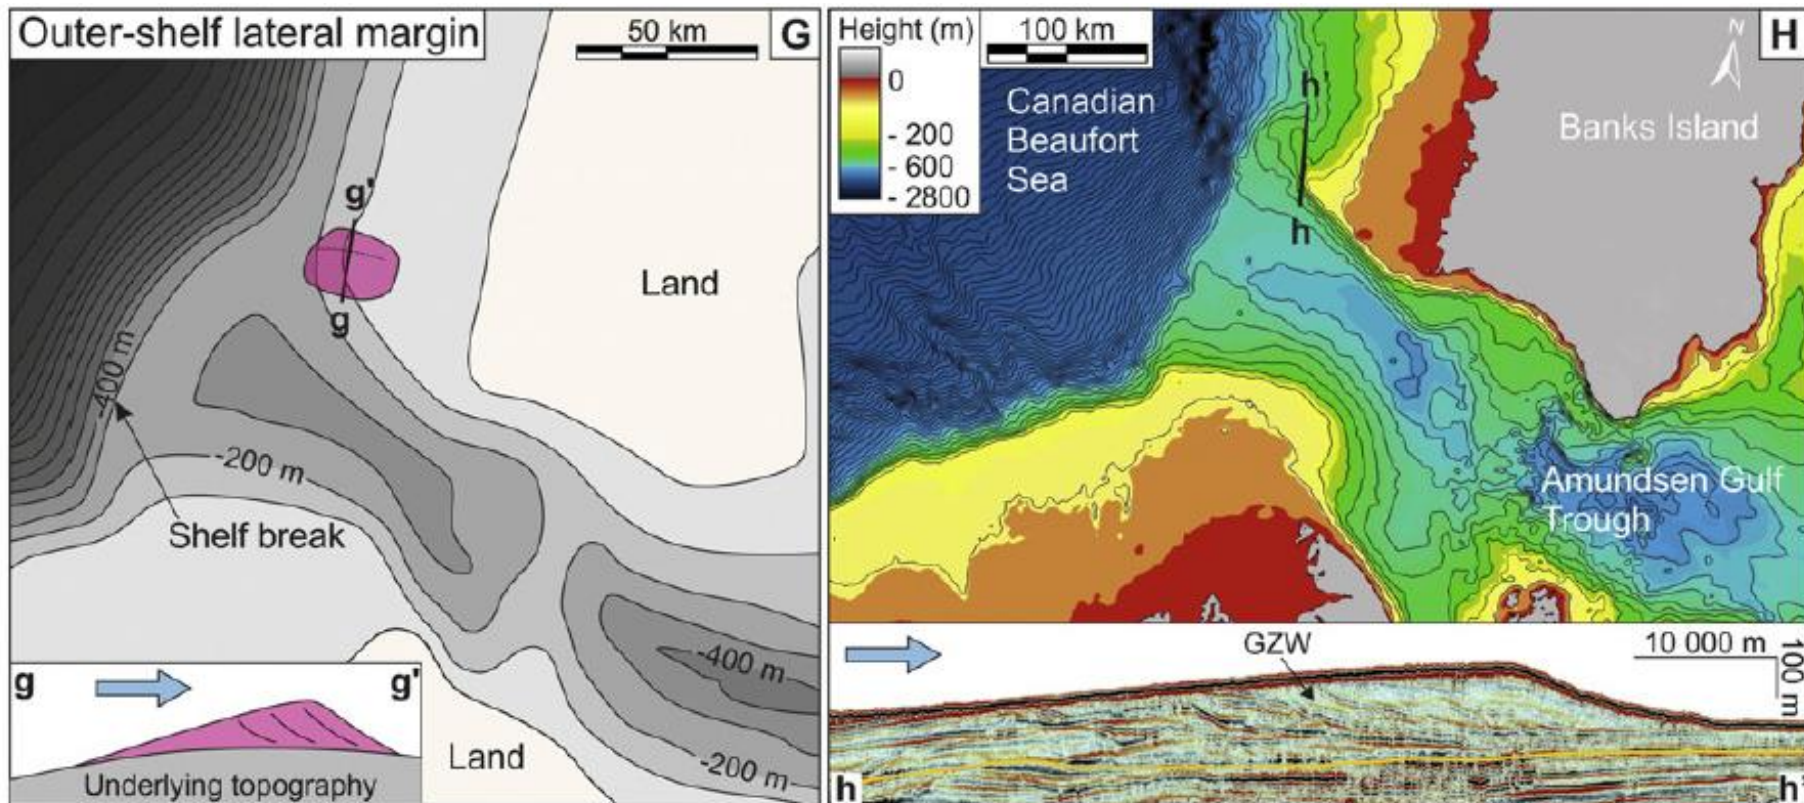 Outer-shelf lateral margin
50 km
G
g'
g
Land
-400 m
-200 m
Shelf break
-400 m
-200 m
Land
g
g'
Underlying topography
Height (m)
0
- 200
- 600
- 2800
100 km
N
H
Canadian
Beaufort
Sea
h'
h
Banks Island
Amundsen Gulf
Trough
GZW
10 000 m
100 m
h
h'